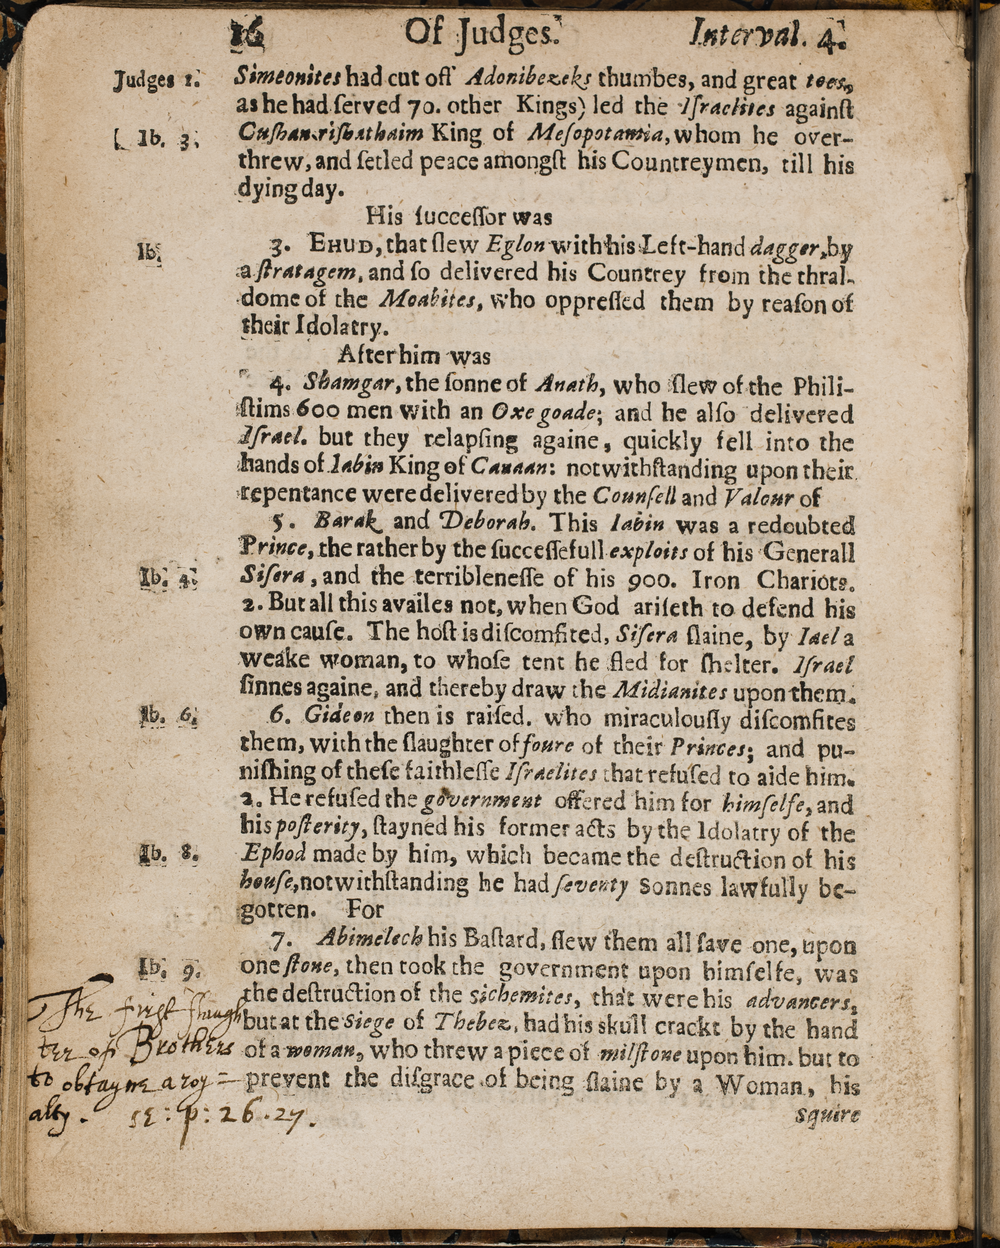 16 Of Judges. Interval. 4.
Judges 1. Simeonites had cut off Adonibezeks thumbes, and great toes,
as he had ſerved 70. other Kings) led the Iſraelites againſt
Ib. 3. Cuſhan-riſhathaim King of Meſopotamia, whom he over-
threw, and ſetled peace amongſt his Countreymen, till his
dying day.
His ſucceſſor was
Ib. 3. EHUD, that ſlew Eglon with his Left-hand dagger, by
a ſtratagem, and ſo delivered his Countrey from the thral-
dome of the Moabites, who oppreſſed them by reaſon of
their Idolatry.
After him was
4. Shamgar, the ſonne of Anath, who ſlew of the Phili-
ſtims 600 men with an Oxe goade; and he alſo delivered
Iſrael. but they relapſing againe, quickly fell into the
hands of Iabin King of Canaan: notwithſtanding upon their
repentance were delivered by the Counſell and Valour of
5. Barak and Deborah. This Iabin was a redoubted
Prince, the rather by the ſucceſſefull exploits of his Generall
Ib. 4. Siſera, and the terribleneſſe of his 900. Iron Chariots.
2. But all this availes not, when God ariſeth to defend his
own cauſe. The hoſt is diſcomfited, Siſera ſlaine, by Iael a
weake woman, to whoſe tent he fled for ſhelter. Iſrael
ſinnes againe, and thereby draw the Midianites upon them.
Ib. 6. 6. Gideon then is raiſed. who miraculouſly diſcomfites
them, with the ſlaughter of foure of their Princes; and pu-
niſhing of theſe faithleſſe Iſraelites that refuſed to aide him.
2. He refuſed the government offered him for himſelfe, and
his poſterity, ſtayned his former acts by the Idolatry of the
Ib. 8. Ephod made by him, which became the deſtruction of his
houſe, notwithſtanding he had ſeventy Sonnes lawfully be-
gotten. For
7. Abimelech his Baſtard, ſlew them all ſave one, upon
Ib. 9. one ſtone, then took the government upon himſelfe, was
the deſtruction of the Sichemites, that were his advancers,
but at the Siege of Thebez, had his skull crackt by the hand
of a woman, who threw a piece of milſtone upon him. but to
prevent the diſgrace of being ſlaine by a Woman, his
squire
The first slaugh
ter of Brothers
to obtayne a roy=
alty. se: p: 26.27.